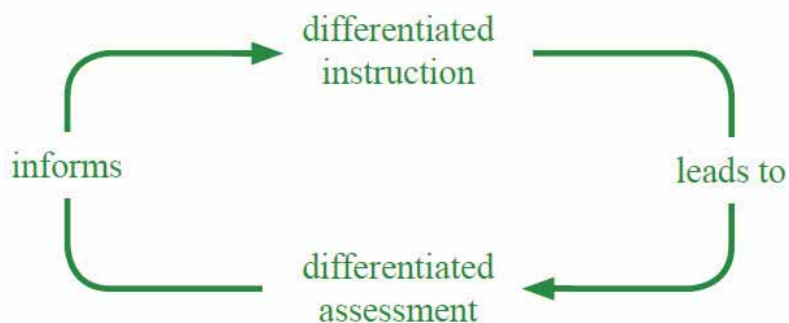 differentiated
instruction
informs
leads to
differentiated
assessment